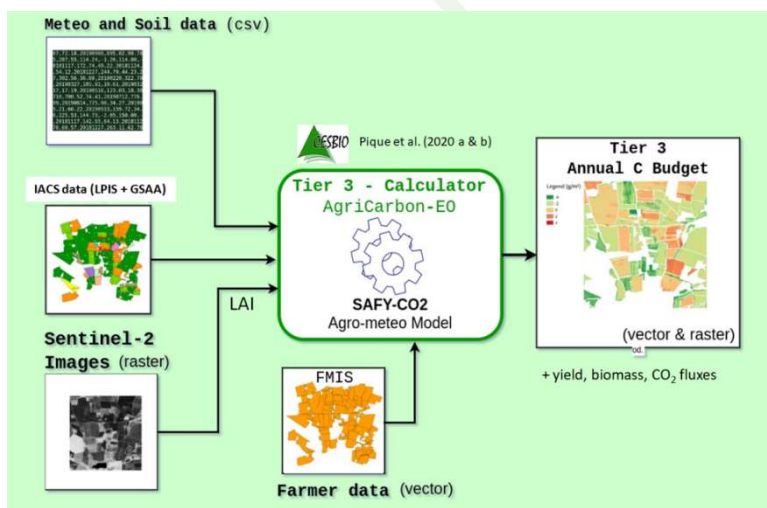 Meteo and Soil data (csv)
IACS data (LPIS + GSAA)
Sentinel-2
Images (raster)
LAI
CESBIO
Pique et al. (2020 a & b)
Tier 3 - Calculator
AgriCarbon-EO
SAFY-CO2
Agro-meteo Model
FMIS
Farmer data (vector)
Tier 3
Annual C Budget
(vector & raster)
od.
+ yield, biomass, CO₂ fluxes